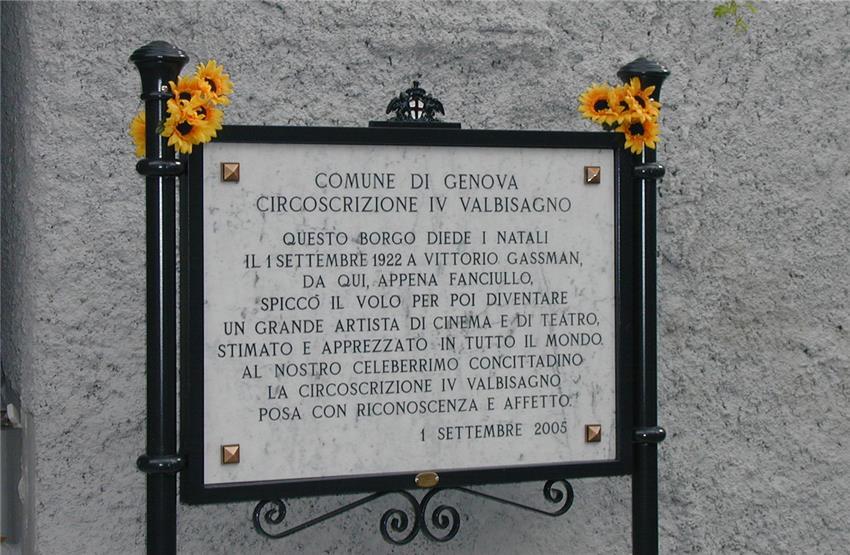 COMUNE DI GENOVA
CIRCOSCRIZIONE IV VALBISAGNO
QUESTO BORGO DIEDE I NATALI
IL 1 SETTEMBRE 1922 A VITTORIO GASSMAN,
DA QUI, APPENA FANCIULLO,
SPICCÒ IL VOLO PER POI DIVENTARE
UN GRANDE ARTISTA DI CINEMA E DI TEATRO,
STIMATO E APPREZZATO IN TUTTO IL MONDO.
AL NOSTRO CELEBERRIMO CONCITTADINO
LA CIRCOSCRIZIONE IV VALBISAGNO
POSA CON RICONOSCENZA E AFFETTO.
1 SETTEMBRE 2005